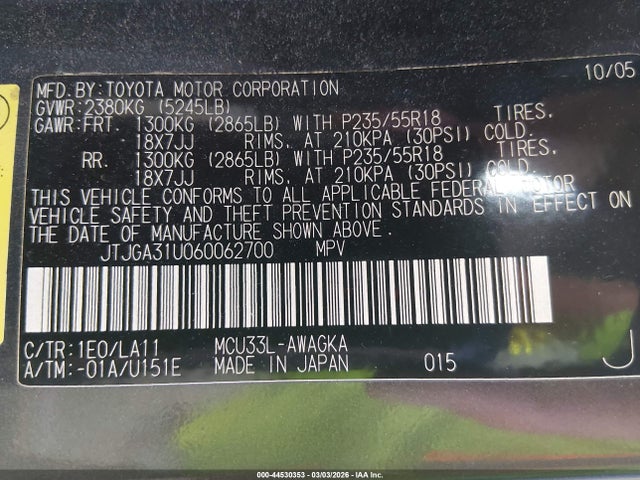 10/05
MFD.BY:TOYOTA MOTOR CORPORATION
GVWR:2380KG (5245LB)
GAWR:FRT. 1300KG (2865LB) WITH P235/55R18 TIRES.
18X7JJ RIMS, AT 210KPA (30PSI) COLD.
RR. 1300KG (2865LB) WITH P235/55R18 TIRES,
18X7JJ RIMS, AT 210KPA (30PSI) COLD.
THIS VEHICLE CONFORMS TO ALL APPLICABLE FEDERAL MOTOR
VEHICLE SAFETY AND THEFT PREVENTION STANDARDS IN EFFECT ON
THE DATE OF MANUFACTURE SHOWN ABOVE.
JTJGA31U060062700 MPV
C/TR:1E0/LA11 MCU33L-AWAGKA
A/TM:-01A/U151E MADE IN JAPAN 015 J
000-44530353 - 03/03/2026 - IAA Inc.